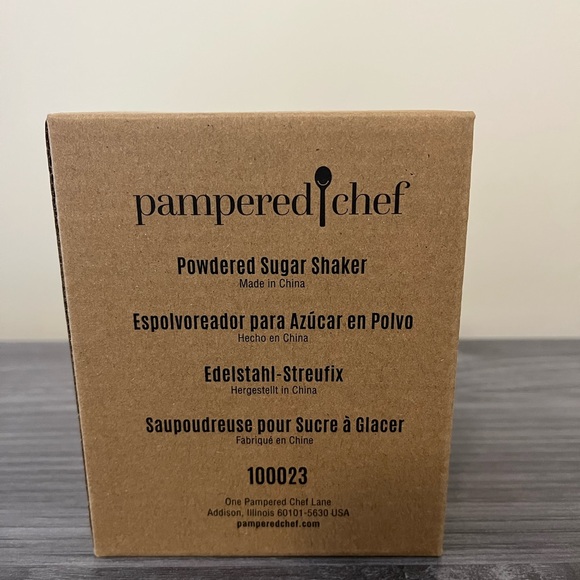 pampered chef
Powdered Sugar Shaker
Made in China
Espolvoreador para Azúcar en Polvo
Hecho en China
Edelstahl-Streufix
Hergestellt in China
Saupoudreuse pour Sucre à Glacer
Fabriqué en Chine
100023
One Pampered Chef Lane
Addison, Illinois 60101-5630 USA
pamperedchef.com